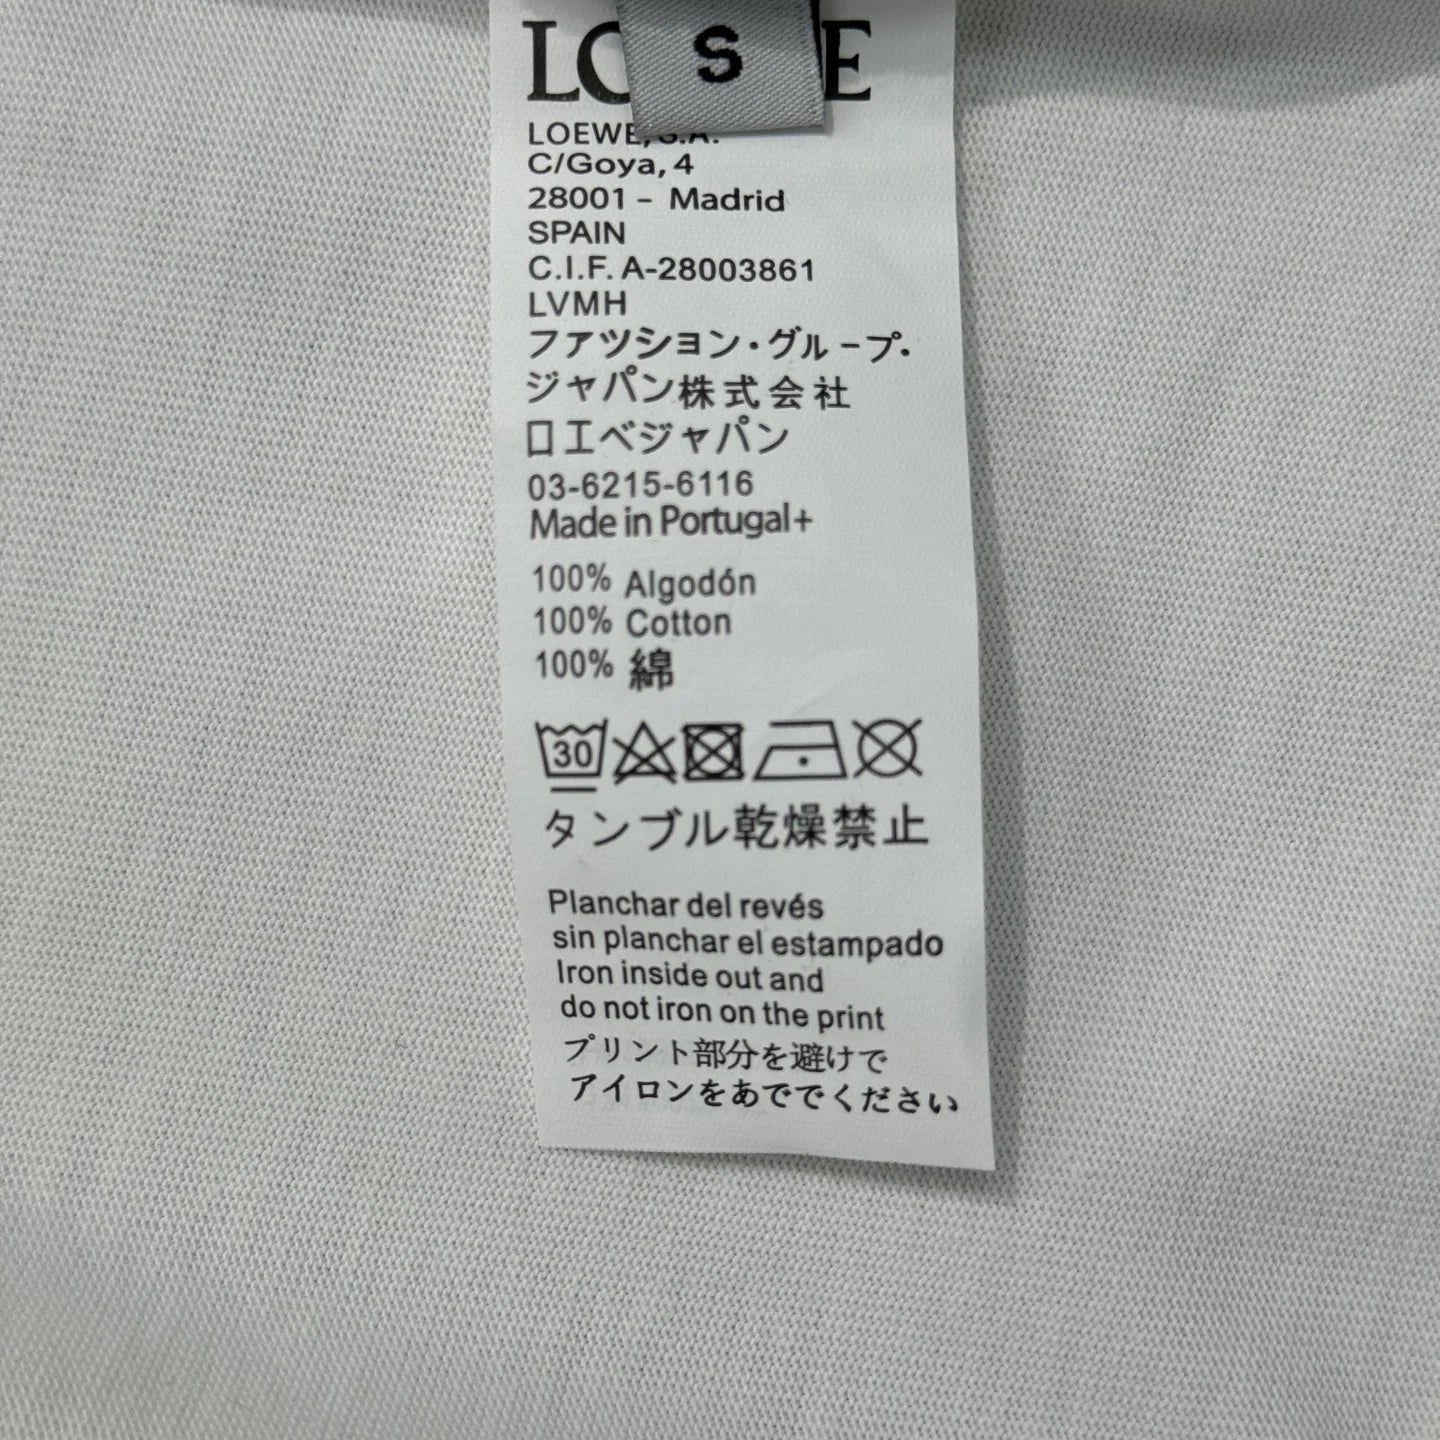 S
LOEWE, S.A.
C/Goya, 4
28001 - Madrid
SPAIN
C.I.F. A-28003861
LVMH
ファツション・グル－プ.
ジャパン株式会社
口工ベジャパン
03-6215-6116
Made in Portugal+
100% Algodón
100% Cotton
100% 綿
30
タンブル乾燥禁止
Planchar del revés
sin planchar el estampado
Iron inside out and
do not iron on the print
プリント部分を避けで
アイロンをあででください